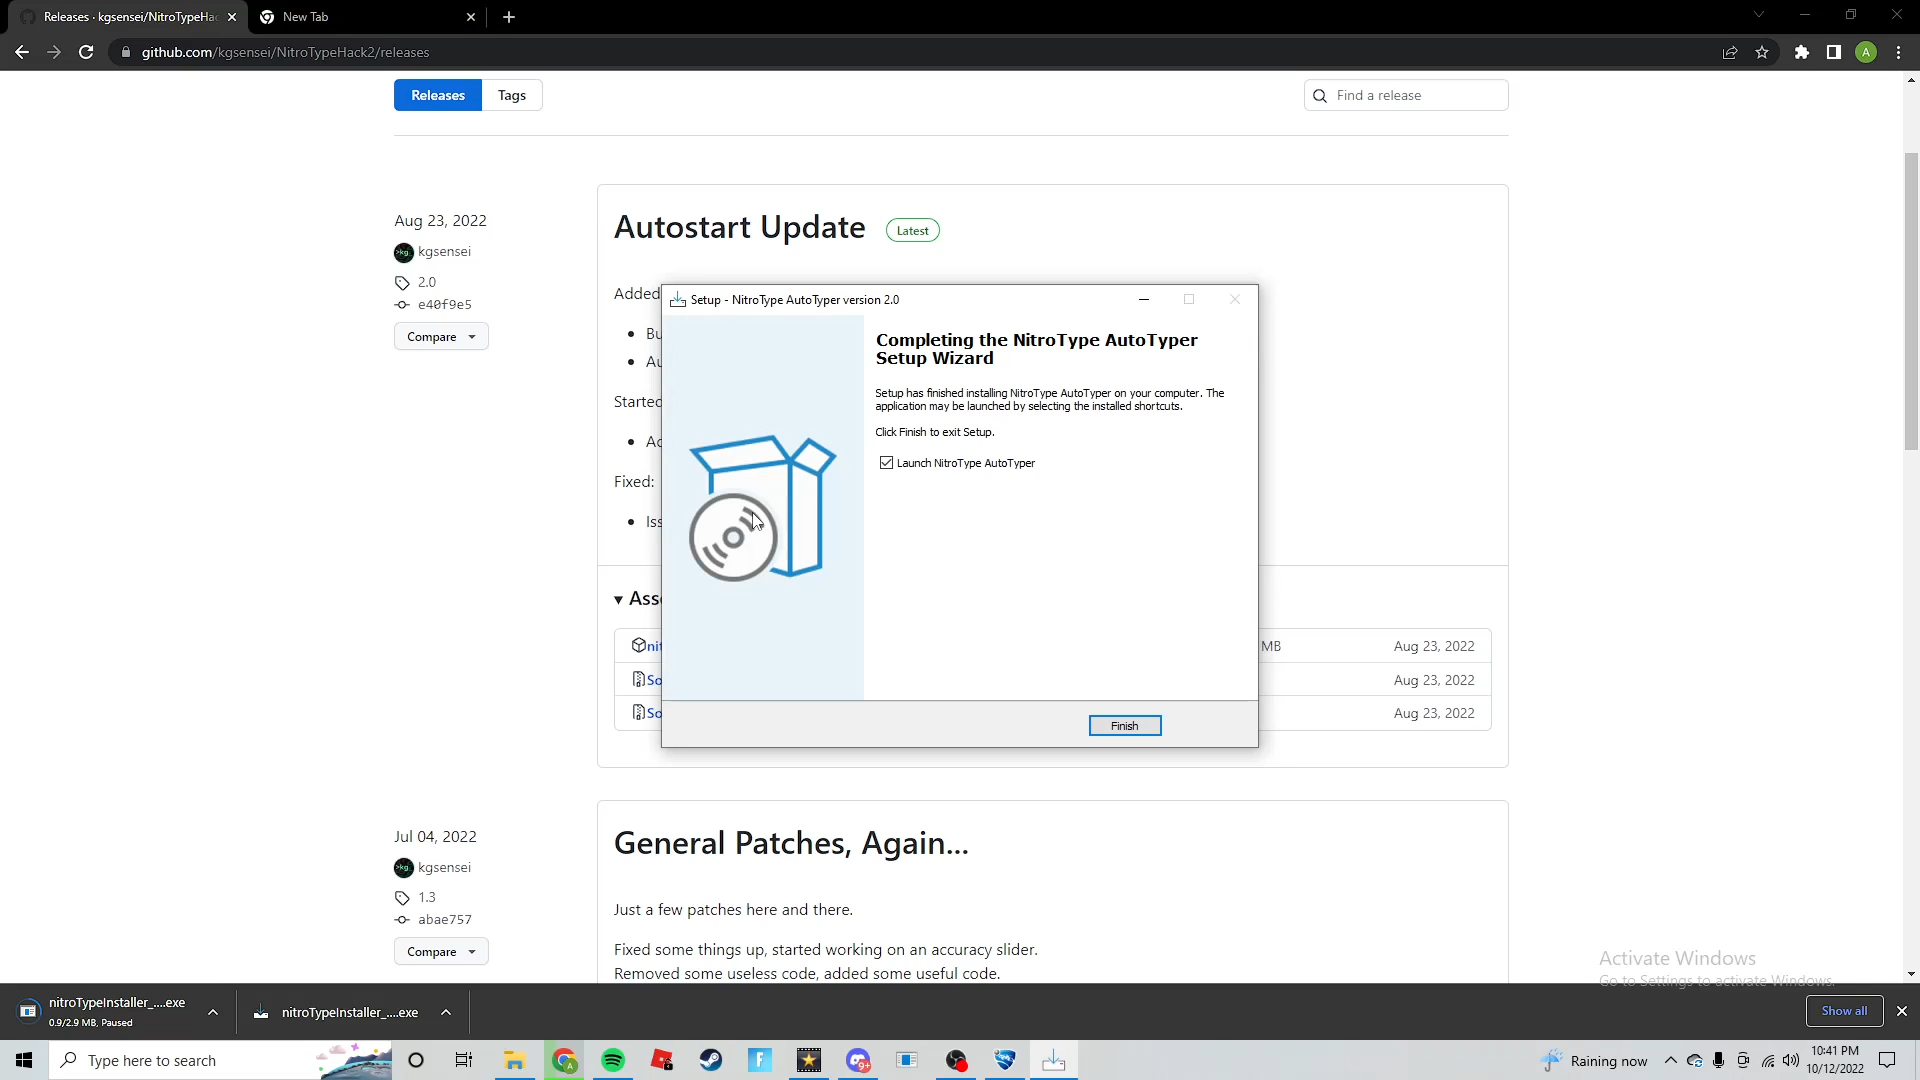 Releases · kgsensei/NitroTypeHac
New Tab
github.com/kgsensei/NitroTypeHack2/releases
A
Releases
Tags
Find a release
Aug 23, 2022
kgsensei
2.0
e40f9e5
Compare
Autostart Update
Latest
Added
Started
Fixed:
Setup - NitroType AutoTyper version 2.0
Completing the NitroType AutoTyper
Setup Wizard
Setup has finished installing NitroType AutoTyper on your computer. The
application may be launched by selecting the installed shortcuts.
Click Finish to exit Setup.
Launch NitroType AutoTyper
Finish
MB
Aug 23, 2022
Aug 23, 2022
Aug 23, 2022
Jul 04, 2022
kgsensei
1.3
abae757
Compare
General Patches, Again...
Just a few patches here and there.
Fixed some things up, started working on an accuracy slider.
Removed some useless code, added some useful code.
Activate Windows
Go to Settings to activate Windows.
nitroTypeInstaller_....exe
0.9/2.9 MB, Paused
nitroTypeInstaller_....exe
Show all
Type here to search
Raining now
10:41 PM
10/12/2022